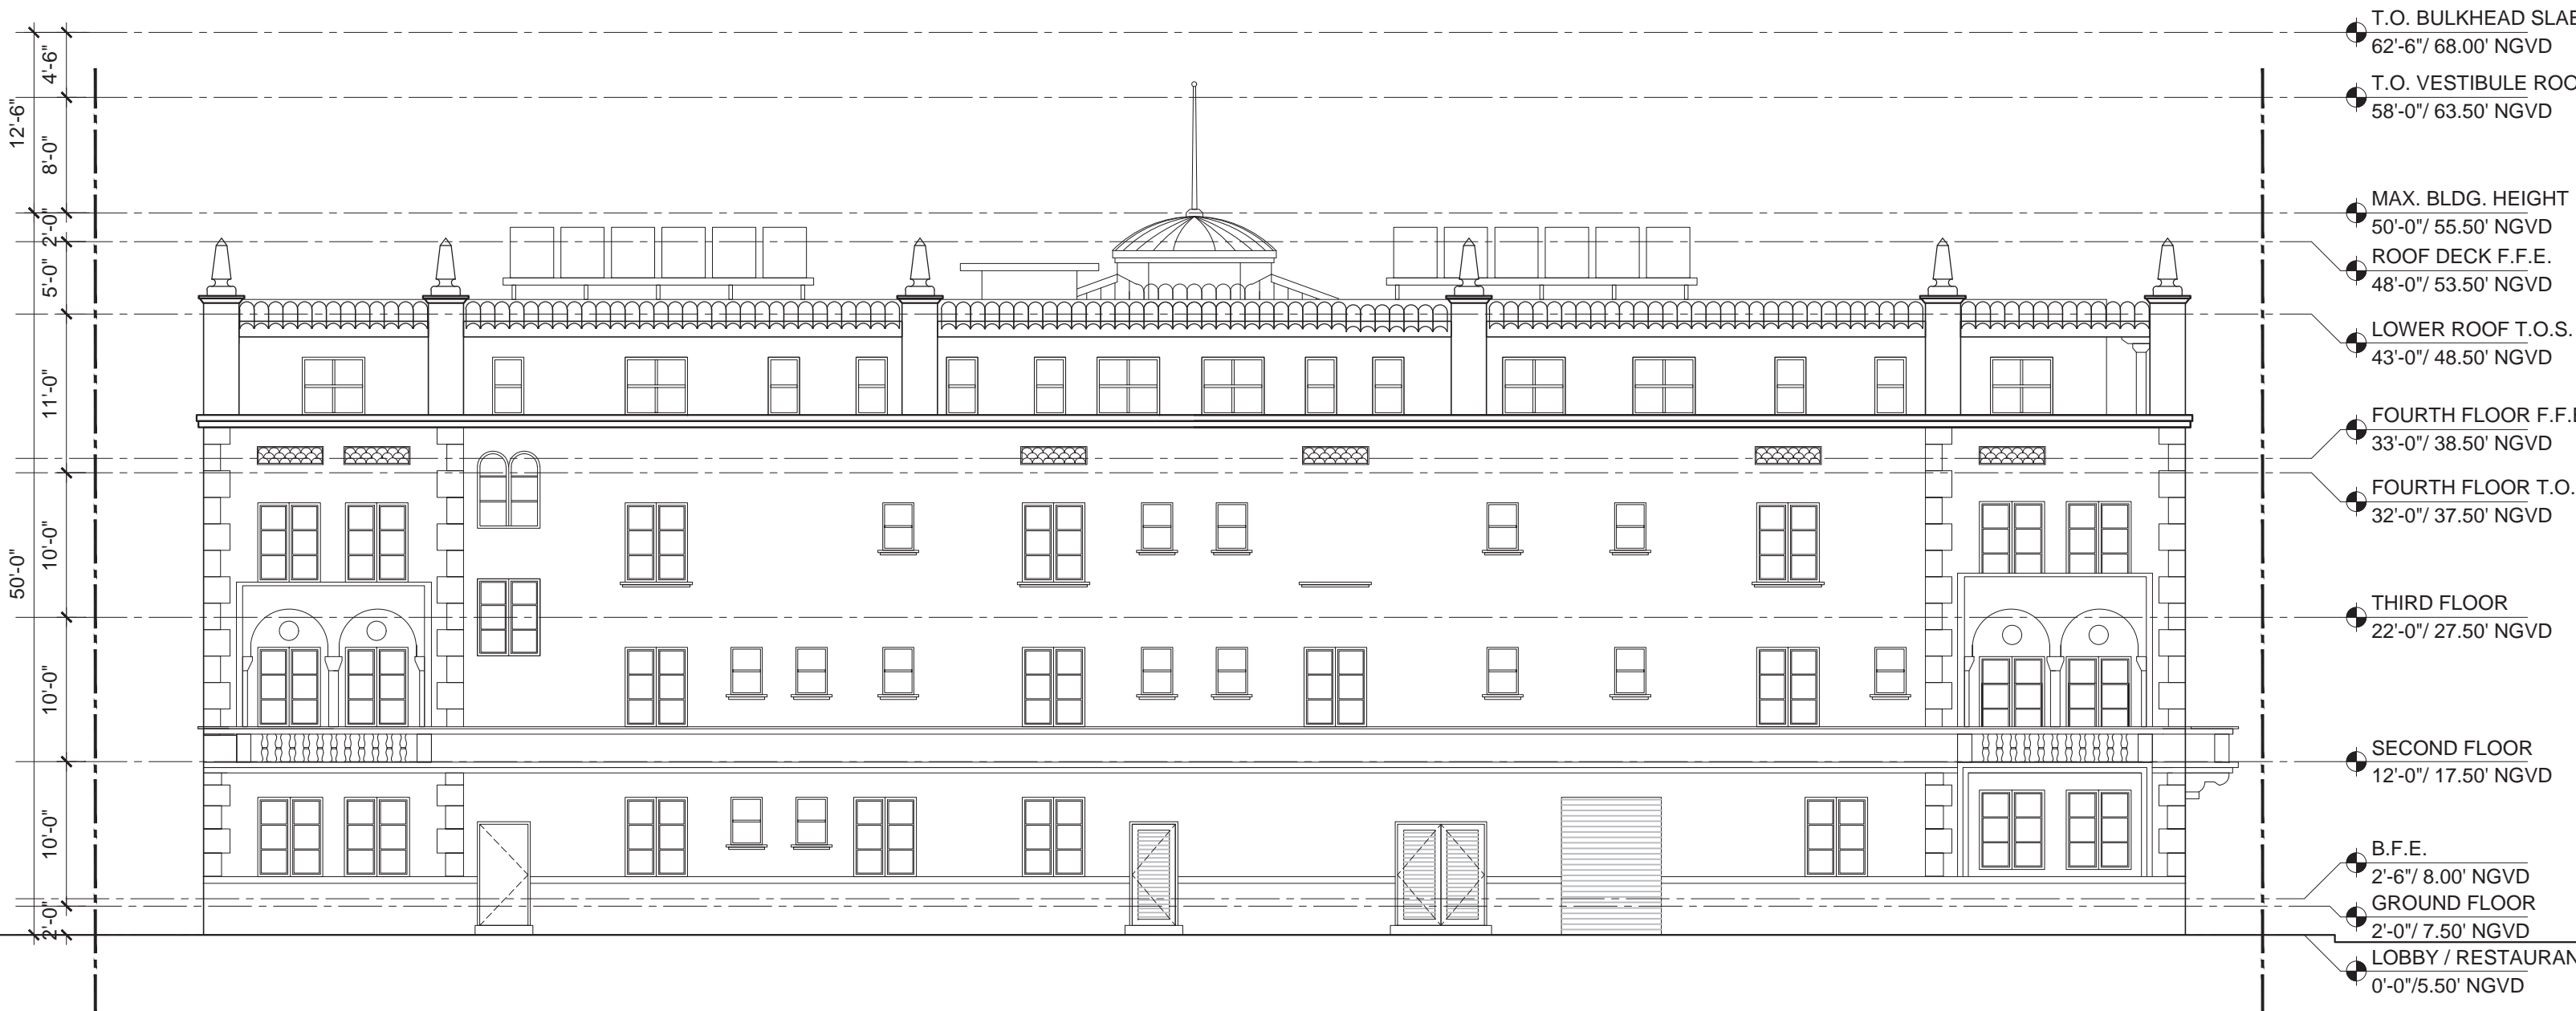 T.O. BULKHEAD SLAB
62'-6"/ 68.00' NGVD
T.O. VESTIBULE ROO
58'-0"/ 63.50' NGVD
MAX. BLDG. HEIGHT
50'-0"/ 55.50' NGVD
ROOF DECK F.F.E.
48'-0"/ 53.50' NGVD
LOWER ROOF T.O.S.
43'-0"/ 48.50' NGVD
FOURTH FLOOR F.F.E
33'-0"/ 38.50' NGVD
FOURTH FLOOR T.O.
32'-0"/ 37.50' NGVD
THIRD FLOOR
22'-0"/ 27.50' NGVD
SECOND FLOOR
12'-0"/ 17.50' NGVD
B.F.E.
2'-6"/ 8.00' NGVD
GROUND FLOOR
2'-0"/ 7.50' NGVD
LOBBY / RESTAURAN
0'-0"/5.50' NGVD
12'-6"
50'-0"
4'-6"
8'-0"
2'-0"
5'-0"
11'-0"
10'-0"
10'-0"
10'-0"
2'-0"